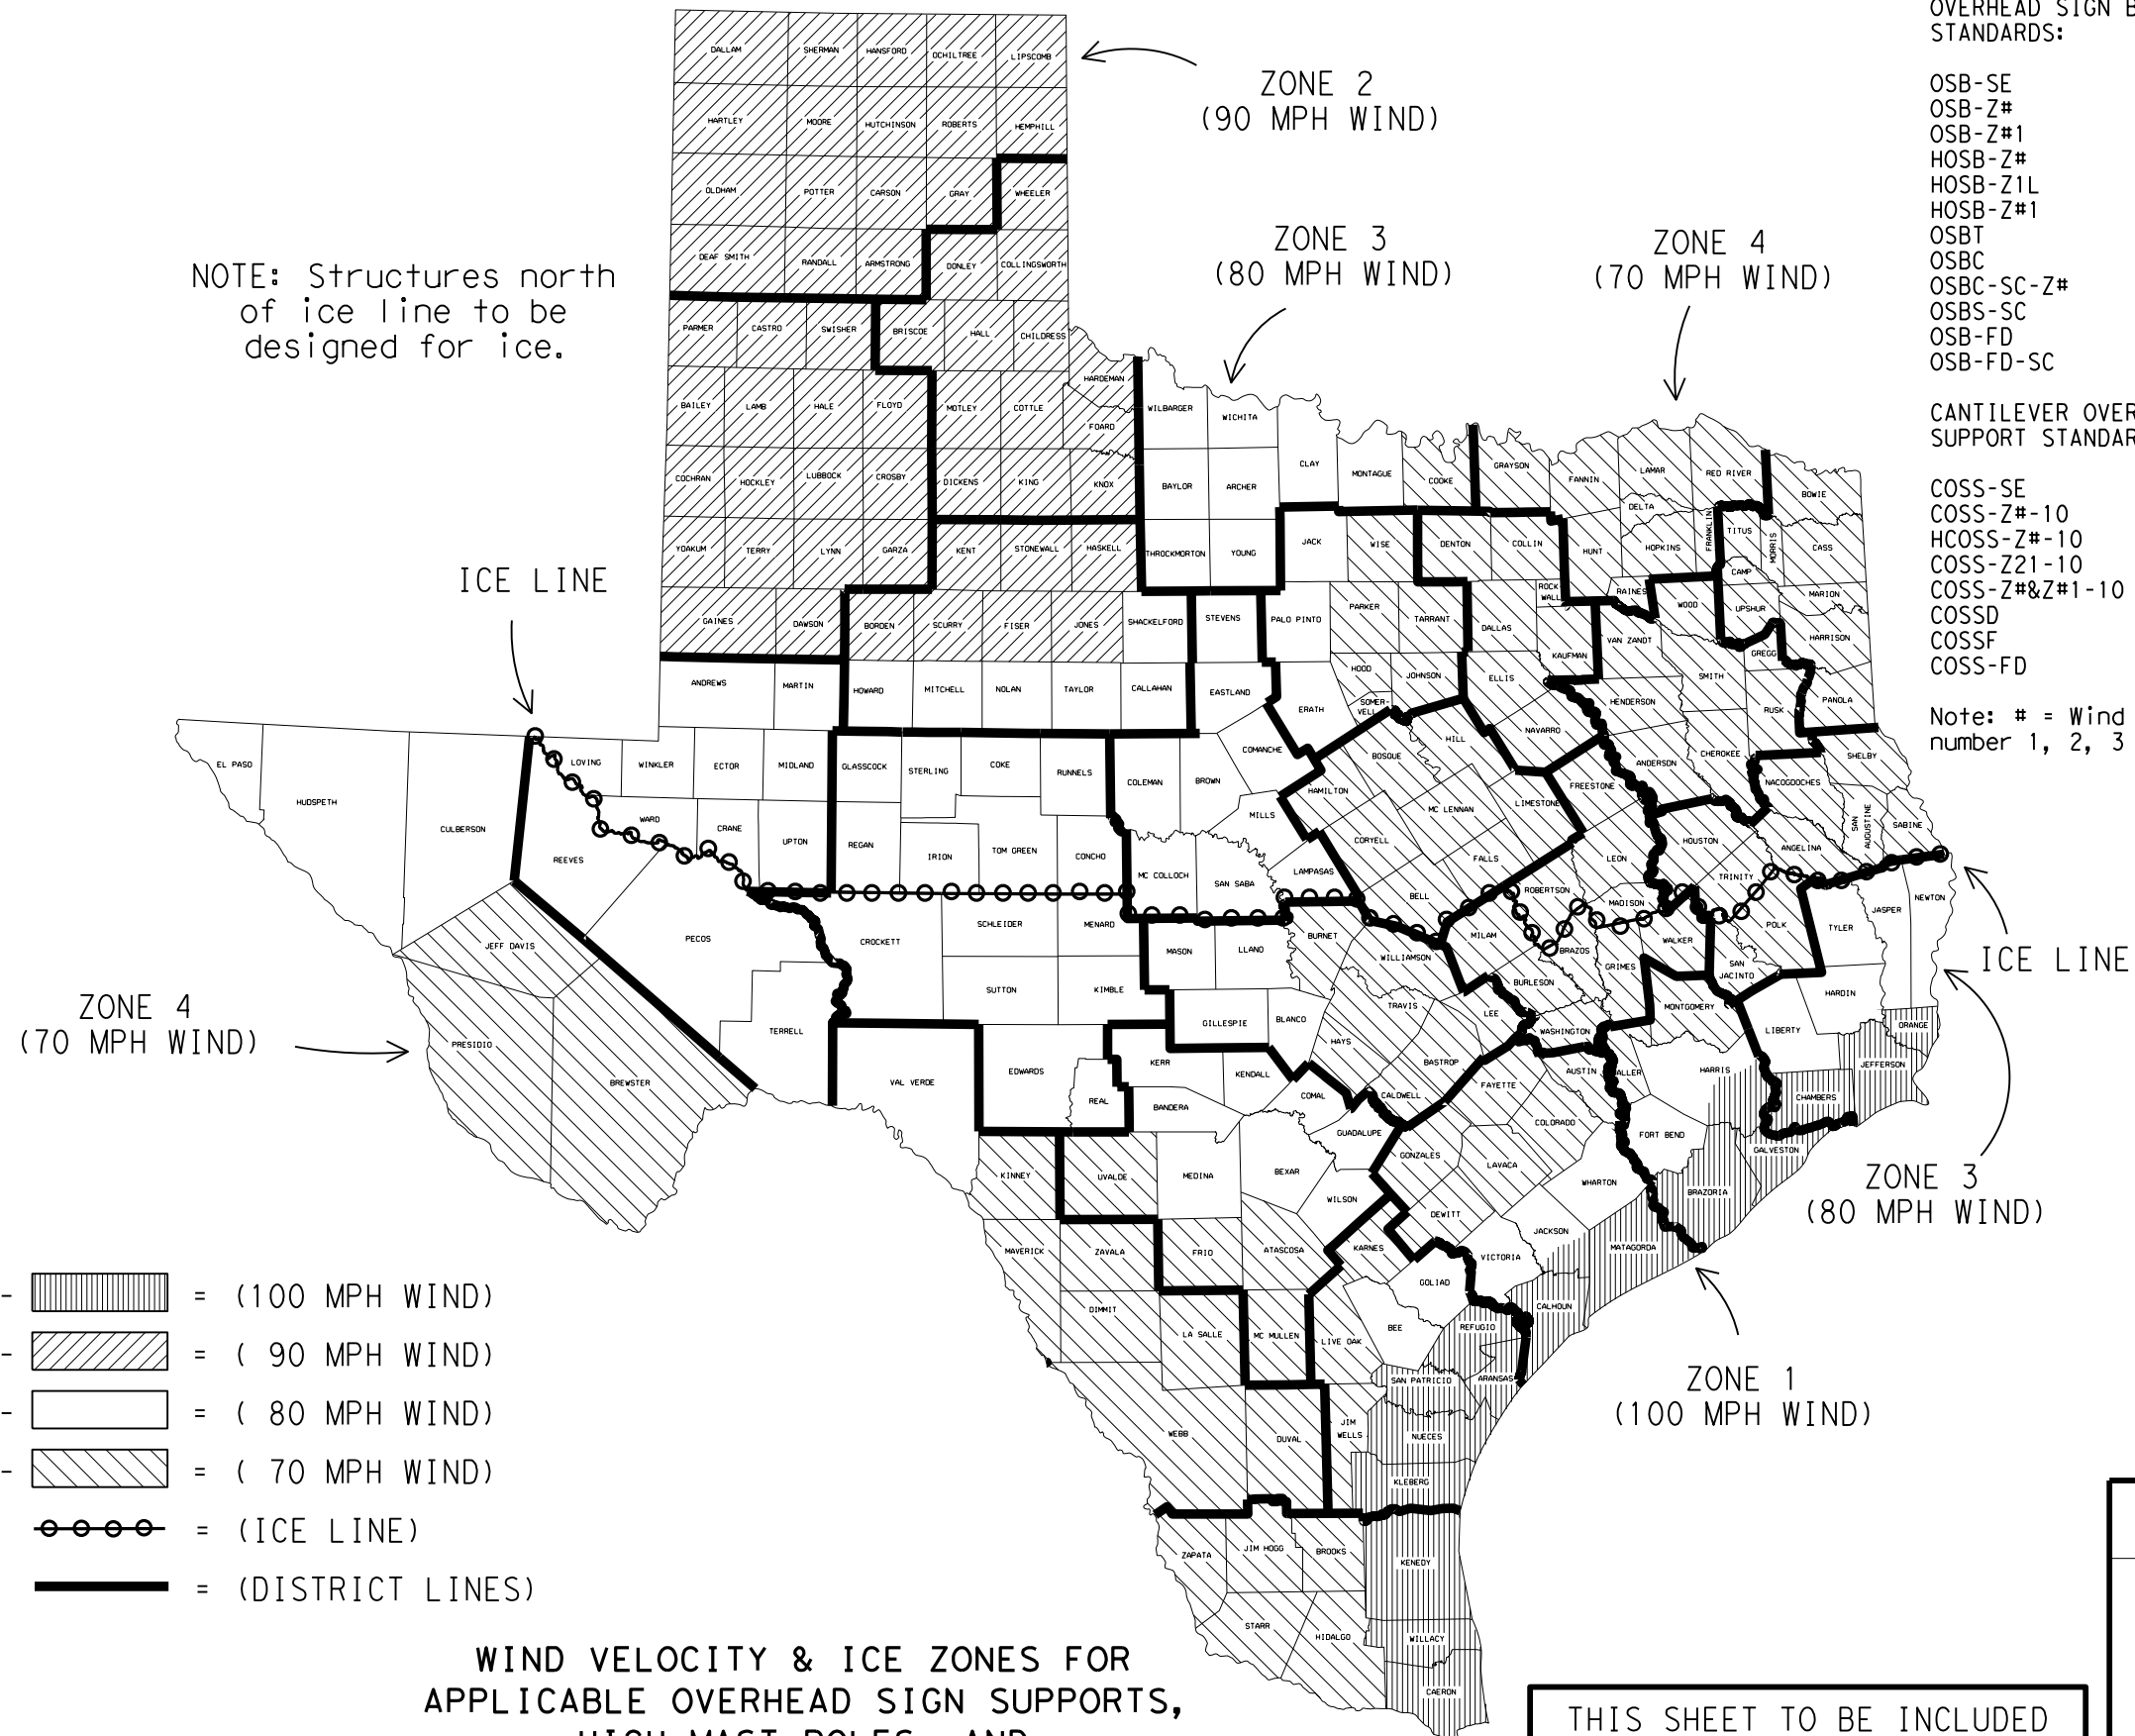 OVERHEAD SIGN B
STANDARDS:
OSB-SE
OSB-Z#
OSB-Z#1
HOSB-Z#
HOSB-Z1L
HOSB-Z#1
OSBT
OSBC
OSBC-SC-Z#
OSBS-SC
OSB-FD
OSB-FD-SC
CANTILEVER OVER
SUPPORT STANDAR
COSS-SE
COSS-Z#-10
HCOSS-Z#-10
COSS-Z21-10
COSS-Z#&Z#1-10
COSSD
COSSF
COSS-FD
Note: # = Wind
number 1, 2, 3
ZONE 2
(90 MPH WIND)
ZONE 3
(80 MPH WIND)
ZONE 4
(70 MPH WIND)
NOTE: Structures north
of ice line to be
designed for ice.
ICE LINE
ZONE 4
(70 MPH WIND)
ICE LINE
ZONE 3
(80 MPH WIND)
ZONE 1
(100 MPH WIND)
DALLAM
SHERMAN
HANSFORD
OCHILTREE
LIPSCOMB
HARTLEY
MOORE
HUTCHINSON
ROBERTS
HEMPHILL
OLDHAM
POTTER
CARSON
GRAY
WHEELER
DEAF SMITH
RANDALL
ARMSTRONG
DONLEY
COLLINGSWORTH
PARMER
CASTRO
SWISHER
BRISCOE
HALL
CHILDRESS
HARDEMAN
BAILEY
LAMB
HALE
FLOYD
MOTLEY
COTTLE
FOARD
WILBARGER
WICHITA
COCHRAN
HOCKLEY
LUBBOCK
CROSBY
DICKENS
KING
KNOX
BAYLOR
ARCHER
CLAY
MONTAGUE
COOKE
GRAYSON
FANNIN
LAMAR
RED RIVER
BOWIE
DELTA
YOAKUM
TERRY
LYNN
GARZA
KENT
STONEWALL
HASKELL
THROCKMORTON
YOUNG
JACK
WISE
DENTON
COLLIN
HUNT
HOPKINS
FRANKLIN
TITUS
MORRIS
CASS
CAMP
ROCK
WALL
RAINES
WOOD
UPSHUR
MARION
GAINES
DAWSON
BORDEN
SCURRY
FISER
JONES
SHACKELFORD
STEVENS
PALO PINTO
PARKER
TARRANT
DALLAS
KAUFMAN
VAN ZANDT
HARRISON
GREGG
SMITH
ANDREWS
MARTIN
HOWARD
MITCHELL
NOLAN
TAYLOR
CALLAHAN
EASTLAND
ERATH
HOOD
SOMER-
VELL
JOHNSON
ELLIS
NAVARRO
HENDERSON
RUSK
PANOLA
EL PASO
HUDSPETH
CULBERSON
REEVES
LOVING
WINKLER
ECTOR
MIDLAND
GLASSCOCK
STERLING
COKE
RUNNELS
COLEMAN
BROWN
COMANCHE
MILLS
HAMILTON
BOSQUE
HILL
MC LENNAN
LIMESTONE
FREESTONE
ANDERSON
CHEROKEE
NACOGDOCHES
SHELBY
SAN
AUGUSTINE
SABINE
WARD
CRANE
UPTON
REGAN
IRION
TOM GREEN
CONCHO
MC COLLOCH
SAN SABA
LAMPASAS
CORYELL
FALLS
BELL
ROBERTSON
LEON
HOUSTON
ANGELINA
TRINITY
MADISON
POLK
TYLER
JASPER
NEWTON
JEFF DAVIS
PECOS
CROCKETT
SCHLEIDER
MENARD
MASON
LLANO
BURNET
WILLIAMSON
MILAM
BRAZOS
GRIMES
WALKER
SAN
JACINTO
HARDIN
SUTTON
KIMBLE
GILLESPIE
BLANCO
TRAVIS
BURLESON
LEE
WASHINGTON
MONTGOMERY
LIBERTY
ORANGE
JEFFERSON
PRESIDIO
BREWSTER
TERRELL
VAL VERDE
EDWARDS
REAL
KERR
KENDALL
BANDERA
COMAL
HAYS
BASTROP
CALDWELL
FAYETTE
AUSTIN
ALLER
HARRIS
CHAMBERS
GALVESTON
KINNEY
UVALDE
MEDINA
BEXAR
GUADALUPE
WILSON
GONZALES
LAVACA
COLORADO
FORT BEND
WHARTON
BRAZORIA
MAVERICK
ZAVALA
FRIO
ATASCOSA
KARNES
DEWITT
VICTORIA
JACKSON
MATAGORDA
DIMMIT
LA SALLE
MC MULLEN
LIVE OAK
BEE
GOLIAD
REFUGIO
CALHOUN
SAN PATRICIO
ARANSAS
WEBB
DUVAL
JIM
WELLS
NUECES
KLEBERG
ZAPATA
JIM HOGG
BROOKS
KENEDY
STARR
HIDALGO
WILLACY
CAERON
- = (100 MPH WIND)
- = ( 90 MPH WIND)
- = ( 80 MPH WIND)
- = ( 70 MPH WIND)
= (ICE LINE)
= (DISTRICT LINES)
WIND VELOCITY & ICE ZONES FOR
APPLICABLE OVERHEAD SIGN SUPPORTS,
HIGH MAST POLES, AND
THIS SHEET TO BE INCLUDED